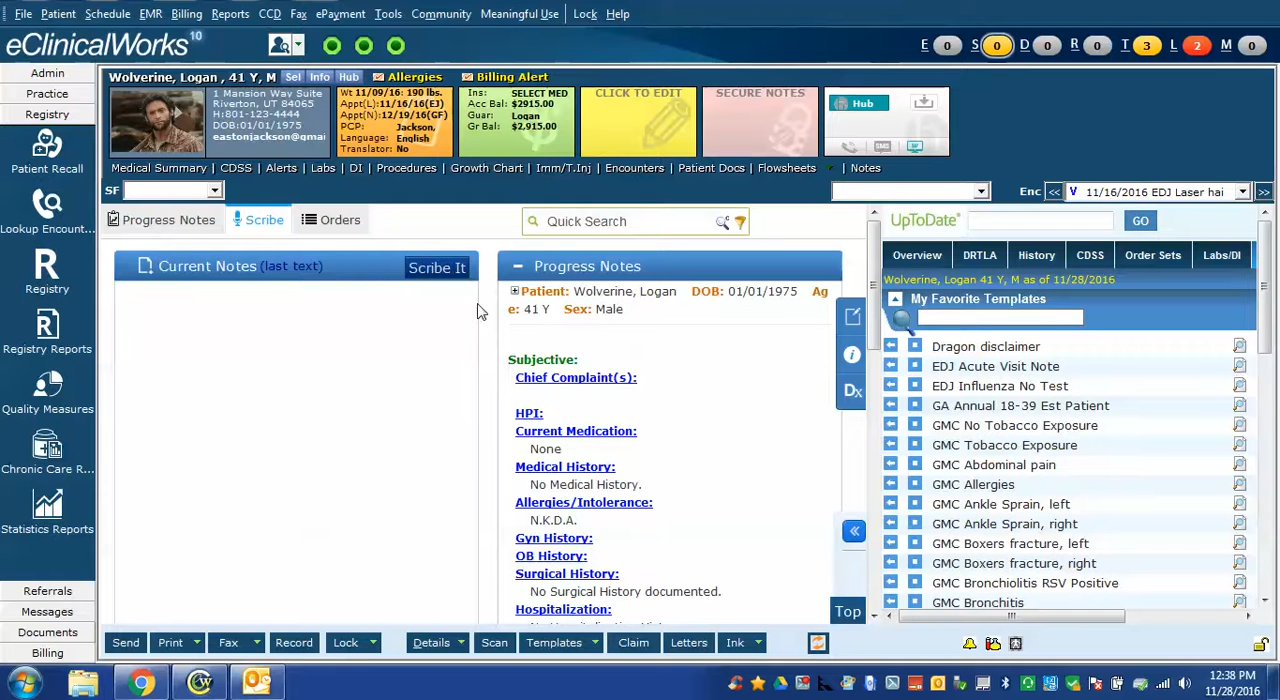 File Patient Schedule EMR Billing Reports CCD Fax ePayment Tools Community Meaningful Use Lock Help
eClinicalWorks 10
E 0 S 0 D 0 R 0 T 3 L 2 M 0
Admin
Practice
Registry
Patient Recall
Lookup Encount...
Registry
Registry Reports
Quality Measures
Chronic Care R...
Statistics Reports
Referrals
Messages
Documents
Billing
Wolverine , Logan , 41 Y, M Sel Info Hub Allergies Billing Alert
1 Mansion Way Suite
Riverton, UT 84065
H:801-123-4444
DOB:01/01/1975
eastonjackson@gmai
Wt 11/09/16: 190 lbs.
Appt(L):11/16/16(EJ)
Appt(N):12/19/16(GF)
PCP: Jackson,
Language: English
Translator: No
Ins: SELECT MED
Acc Bal: $2915.00
Guar: Logan
Gr Bal: $2,915.00
CLICK TO EDIT
SECURE NOTES
Hub
SMS
Medical Summary | CDSS | Alerts | Labs | DI | Procedures | Growth Chart | Imm/T.Inj | Encounters | Patient Docs | Flowsheets | Notes
SF
Enc << V 11/16/2016 EDJ Laser hai >>
Progress Notes Scribe Orders
Quick Search
Current Notes (last text) Scribe It
Progress Notes
Patient: Wolverine, Logan DOB: 01/01/1975 Ag
e: 41 Y Sex: Male
Subjective:
Chief Complaint(s):
HPI:
Current Medication:
None
Medical History:
No Medical History.
Allergies/Intolerance:
N.K.D.A.
Gyn History:
OB History:
Surgical History:
No Surgical History documented.
Hospitalization:
Dx
Top
UpToDate GO
Overview DRTLA History CDSS Order Sets Labs/DI
Wolverine, Logan 41 Y, M as of 11/28/2016
My Favorite Templates
Dragon disclaimer
EDJ Acute Visit Note
EDJ Influenza No Test
GA Annual 18-39 Est Patient
GMC No Tobacco Exposure
GMC Tobacco Exposure
GMC Abdominal pain
GMC Allergies
GMC Ankle Sprain, left
GMC Ankle Sprain, right
GMC Boxers fracture, left
GMC Boxers fracture, right
GMC Bronchiolitis RSV Positive
GMC Bronchitis
Send Print Fax Record Lock Details Scan Templates Claim Letters Ink
12:38 PM
11/28/2016